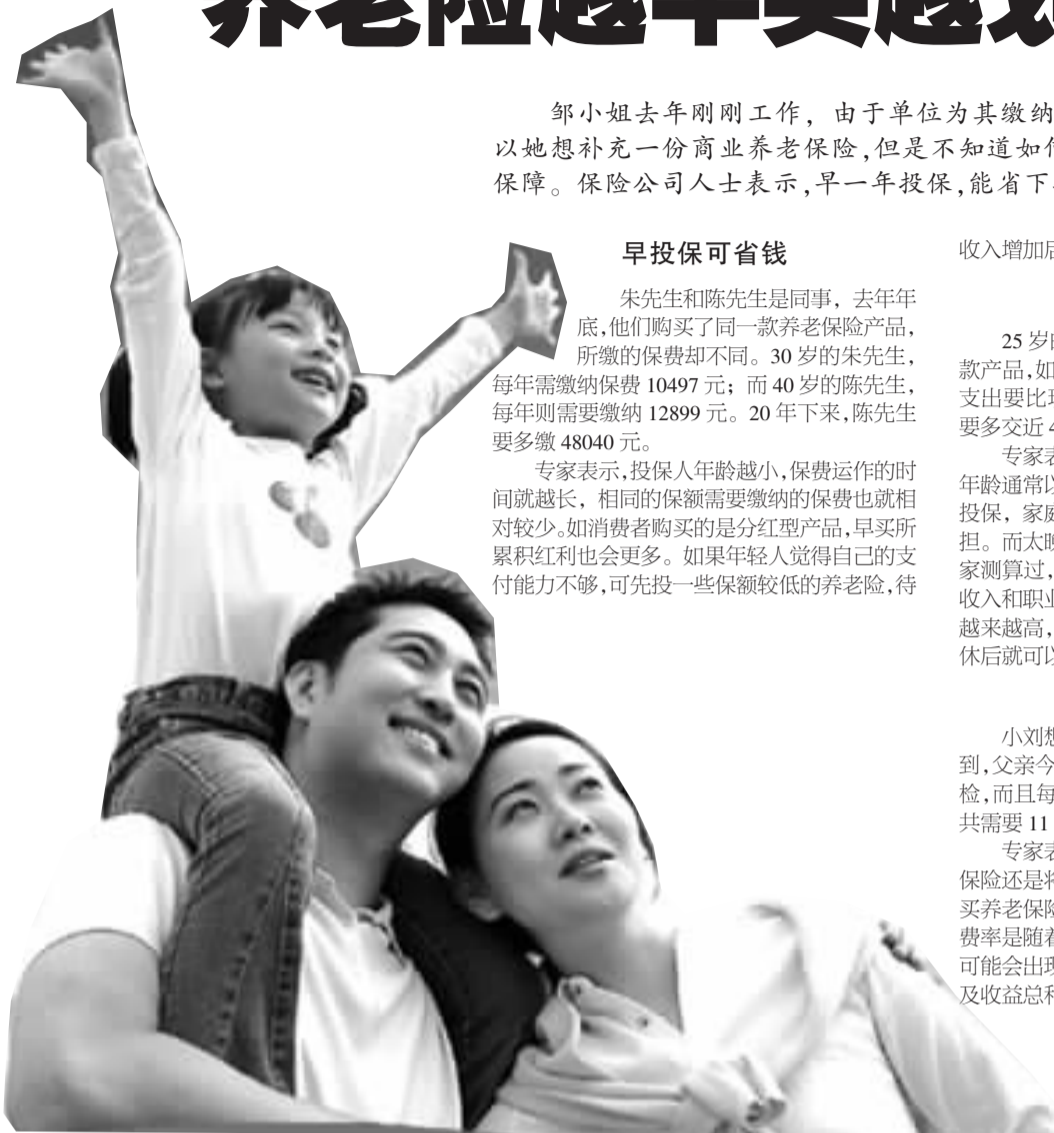 养老险越早买越划
邹小姐去年刚刚工作，由于单位为其缴纳
以她想补充一份商业养老保险，但是不知道如何
保障。保险公司人士表示，早一年投保，能省下
早投保可省钱
朱先生和陈先生是同事，去年年
底，他们购买了同一款养老保险产品，
所缴的保费却不同。30岁的朱先生，
每年需缴纳保费10497元；而40岁的陈先生，
每年则需要缴纳12899元。20年下来，陈先生
要多缴48040元。
专家表示，投保人年龄越小，保费运作的时
间就越长，相同的保额需要缴纳的保费也就相
对较少。如消费者购买的是分红型产品，早买所
累积红利也会更多。如果年轻人觉得自己的支
付能力不够，可先投一些保额较低的养老险，待
收入增加后
25岁的
款产品，如
支出要比现
要多交近4
专家表
年龄通常以
投保，家庭
担。而太晚
家测算过，
收入和职业
越来越高，
休后就可以
小刘想
到，父亲今
检，而且每
共需要11
专家表
保险还是将
买养老保险
费率是随着
可能会出现
及收益总和